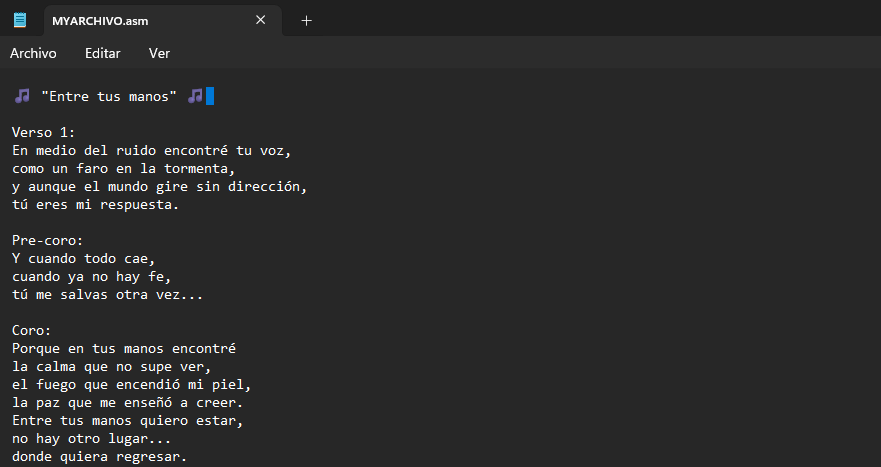 MYARCHIVO.asm
Archivo Editar Ver
🎵 "Entre tus manos" 🎵
Verso 1:
En medio del ruido encontré tu voz,
como un faro en la tormenta,
y aunque el mundo gire sin dirección,
tú eres mi respuesta.
Pre-coro:
Y cuando todo cae,
cuando ya no hay fe,
tú me salvas otra vez...
Coro:
Porque en tus manos encontré
la calma que no supe ver,
el fuego que encendió mi piel,
la paz que me enseñó a creer.
Entre tus manos quiero estar,
no hay otro lugar...
donde quiera regresar.